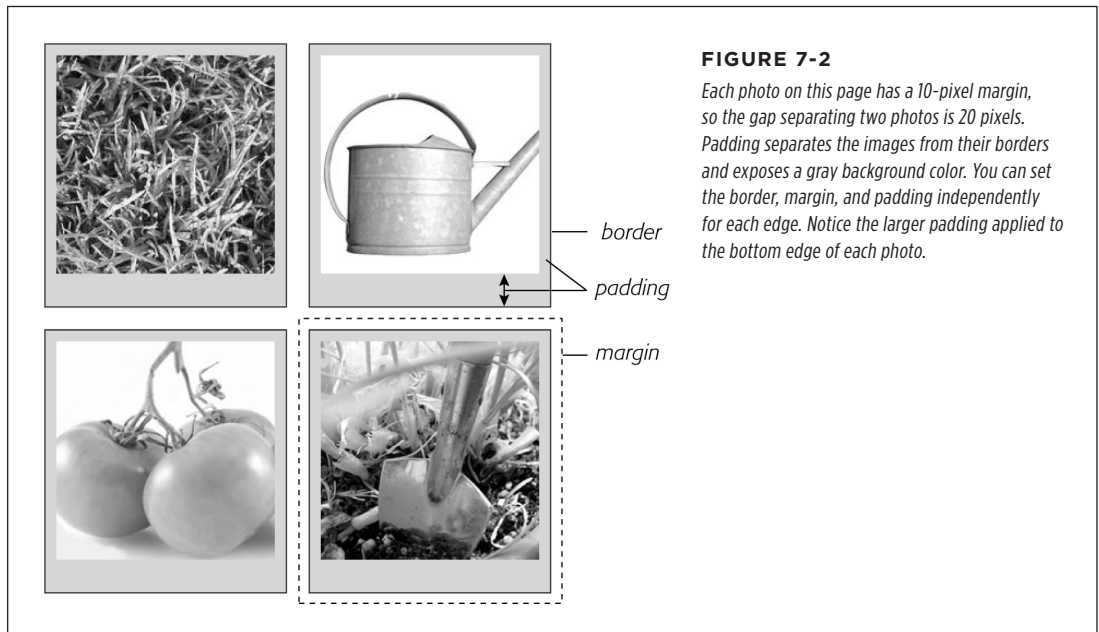 border
padding
margin
FIGURE 7-2
Each photo on this page has a 10-pixel margin,
so the gap separating two photos is 20 pixels.
Padding separates the images from their borders
and exposes a gray background color. You can set
the border, margin, and padding independently
for each edge. Notice the larger padding applied to
the bottom edge of each photo.